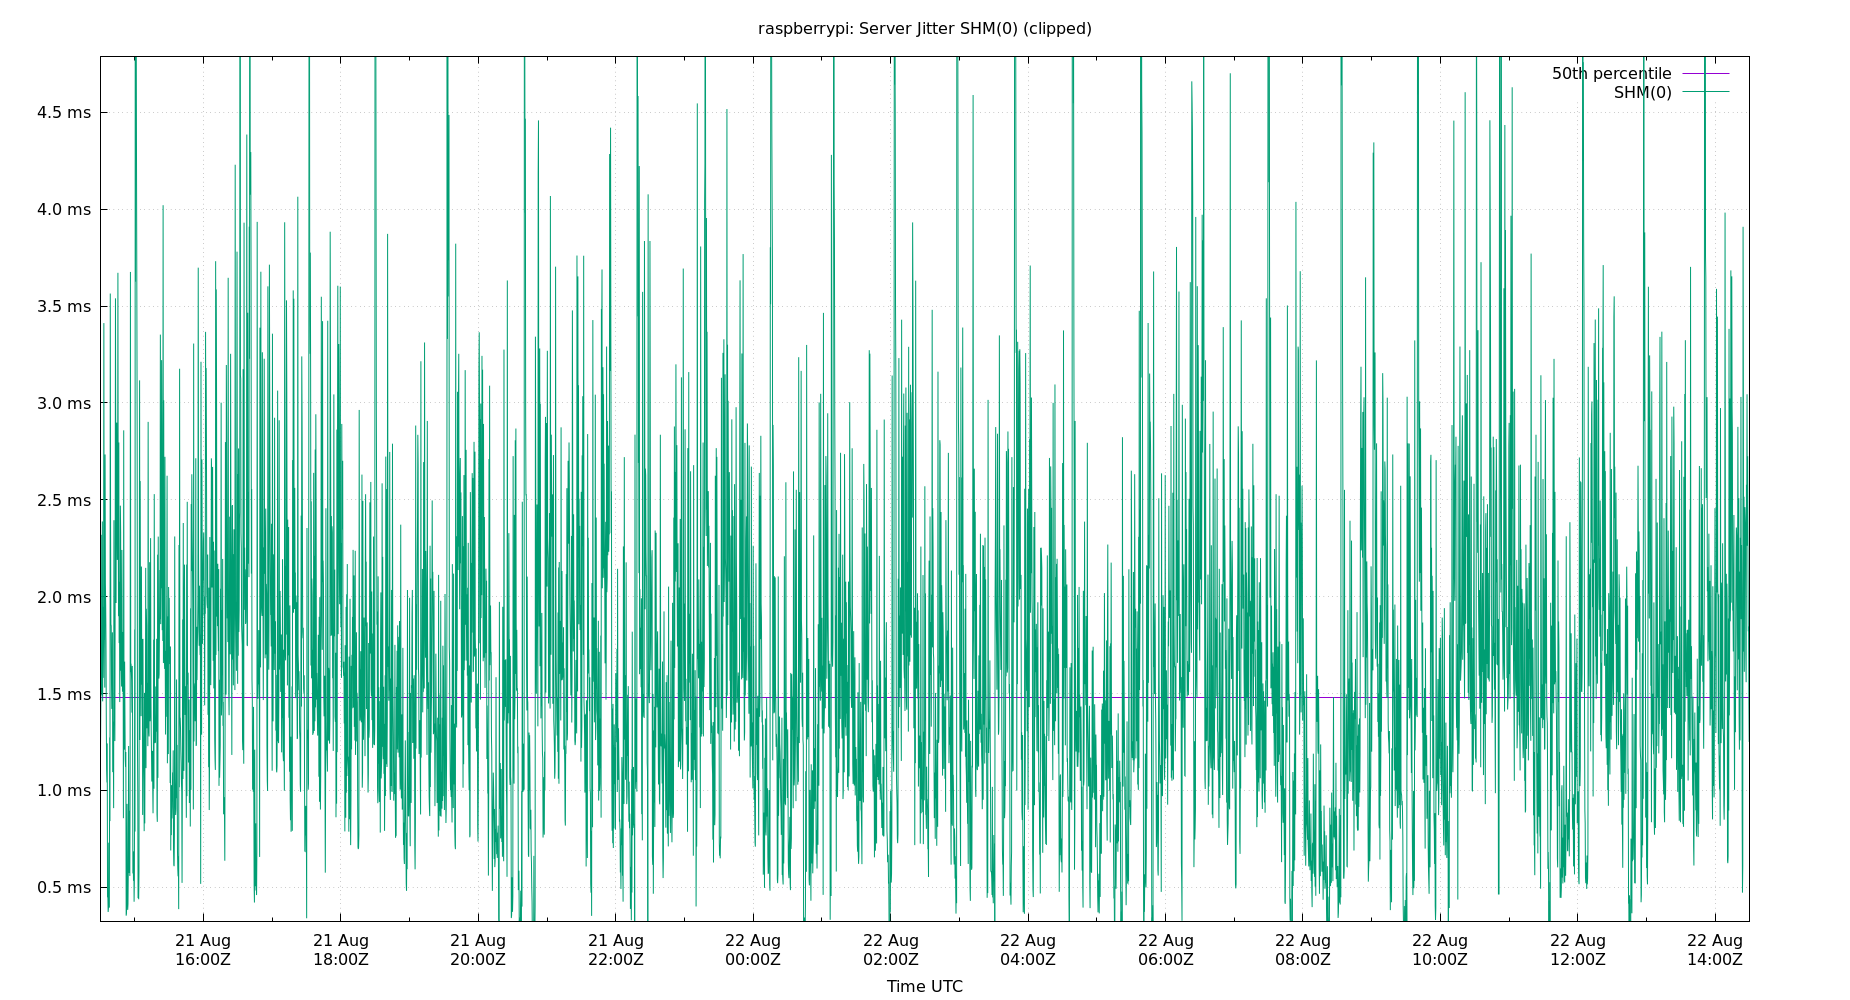 raspberrypi: Server Jitter SHM(0) (clipped)
50th percentile
SHM(0)
4.5 ms
4.0 ms
3.5 ms
3.0 ms
2.5 ms
2.0 ms
1.5 ms
1.0 ms
0.5 ms
21 Aug 21 Aug 21 Aug 21 Aug 22 Aug 22 Aug 22 Aug 22 Aug 22 Aug 22 Aug 22 Aug 22 Aug
16:00Z 18:00Z 20:00Z 22:00Z 00:00Z 02:00Z 04:00Z 06:00Z 08:00Z 10:00Z 12:00Z 14:00Z
Time UTC